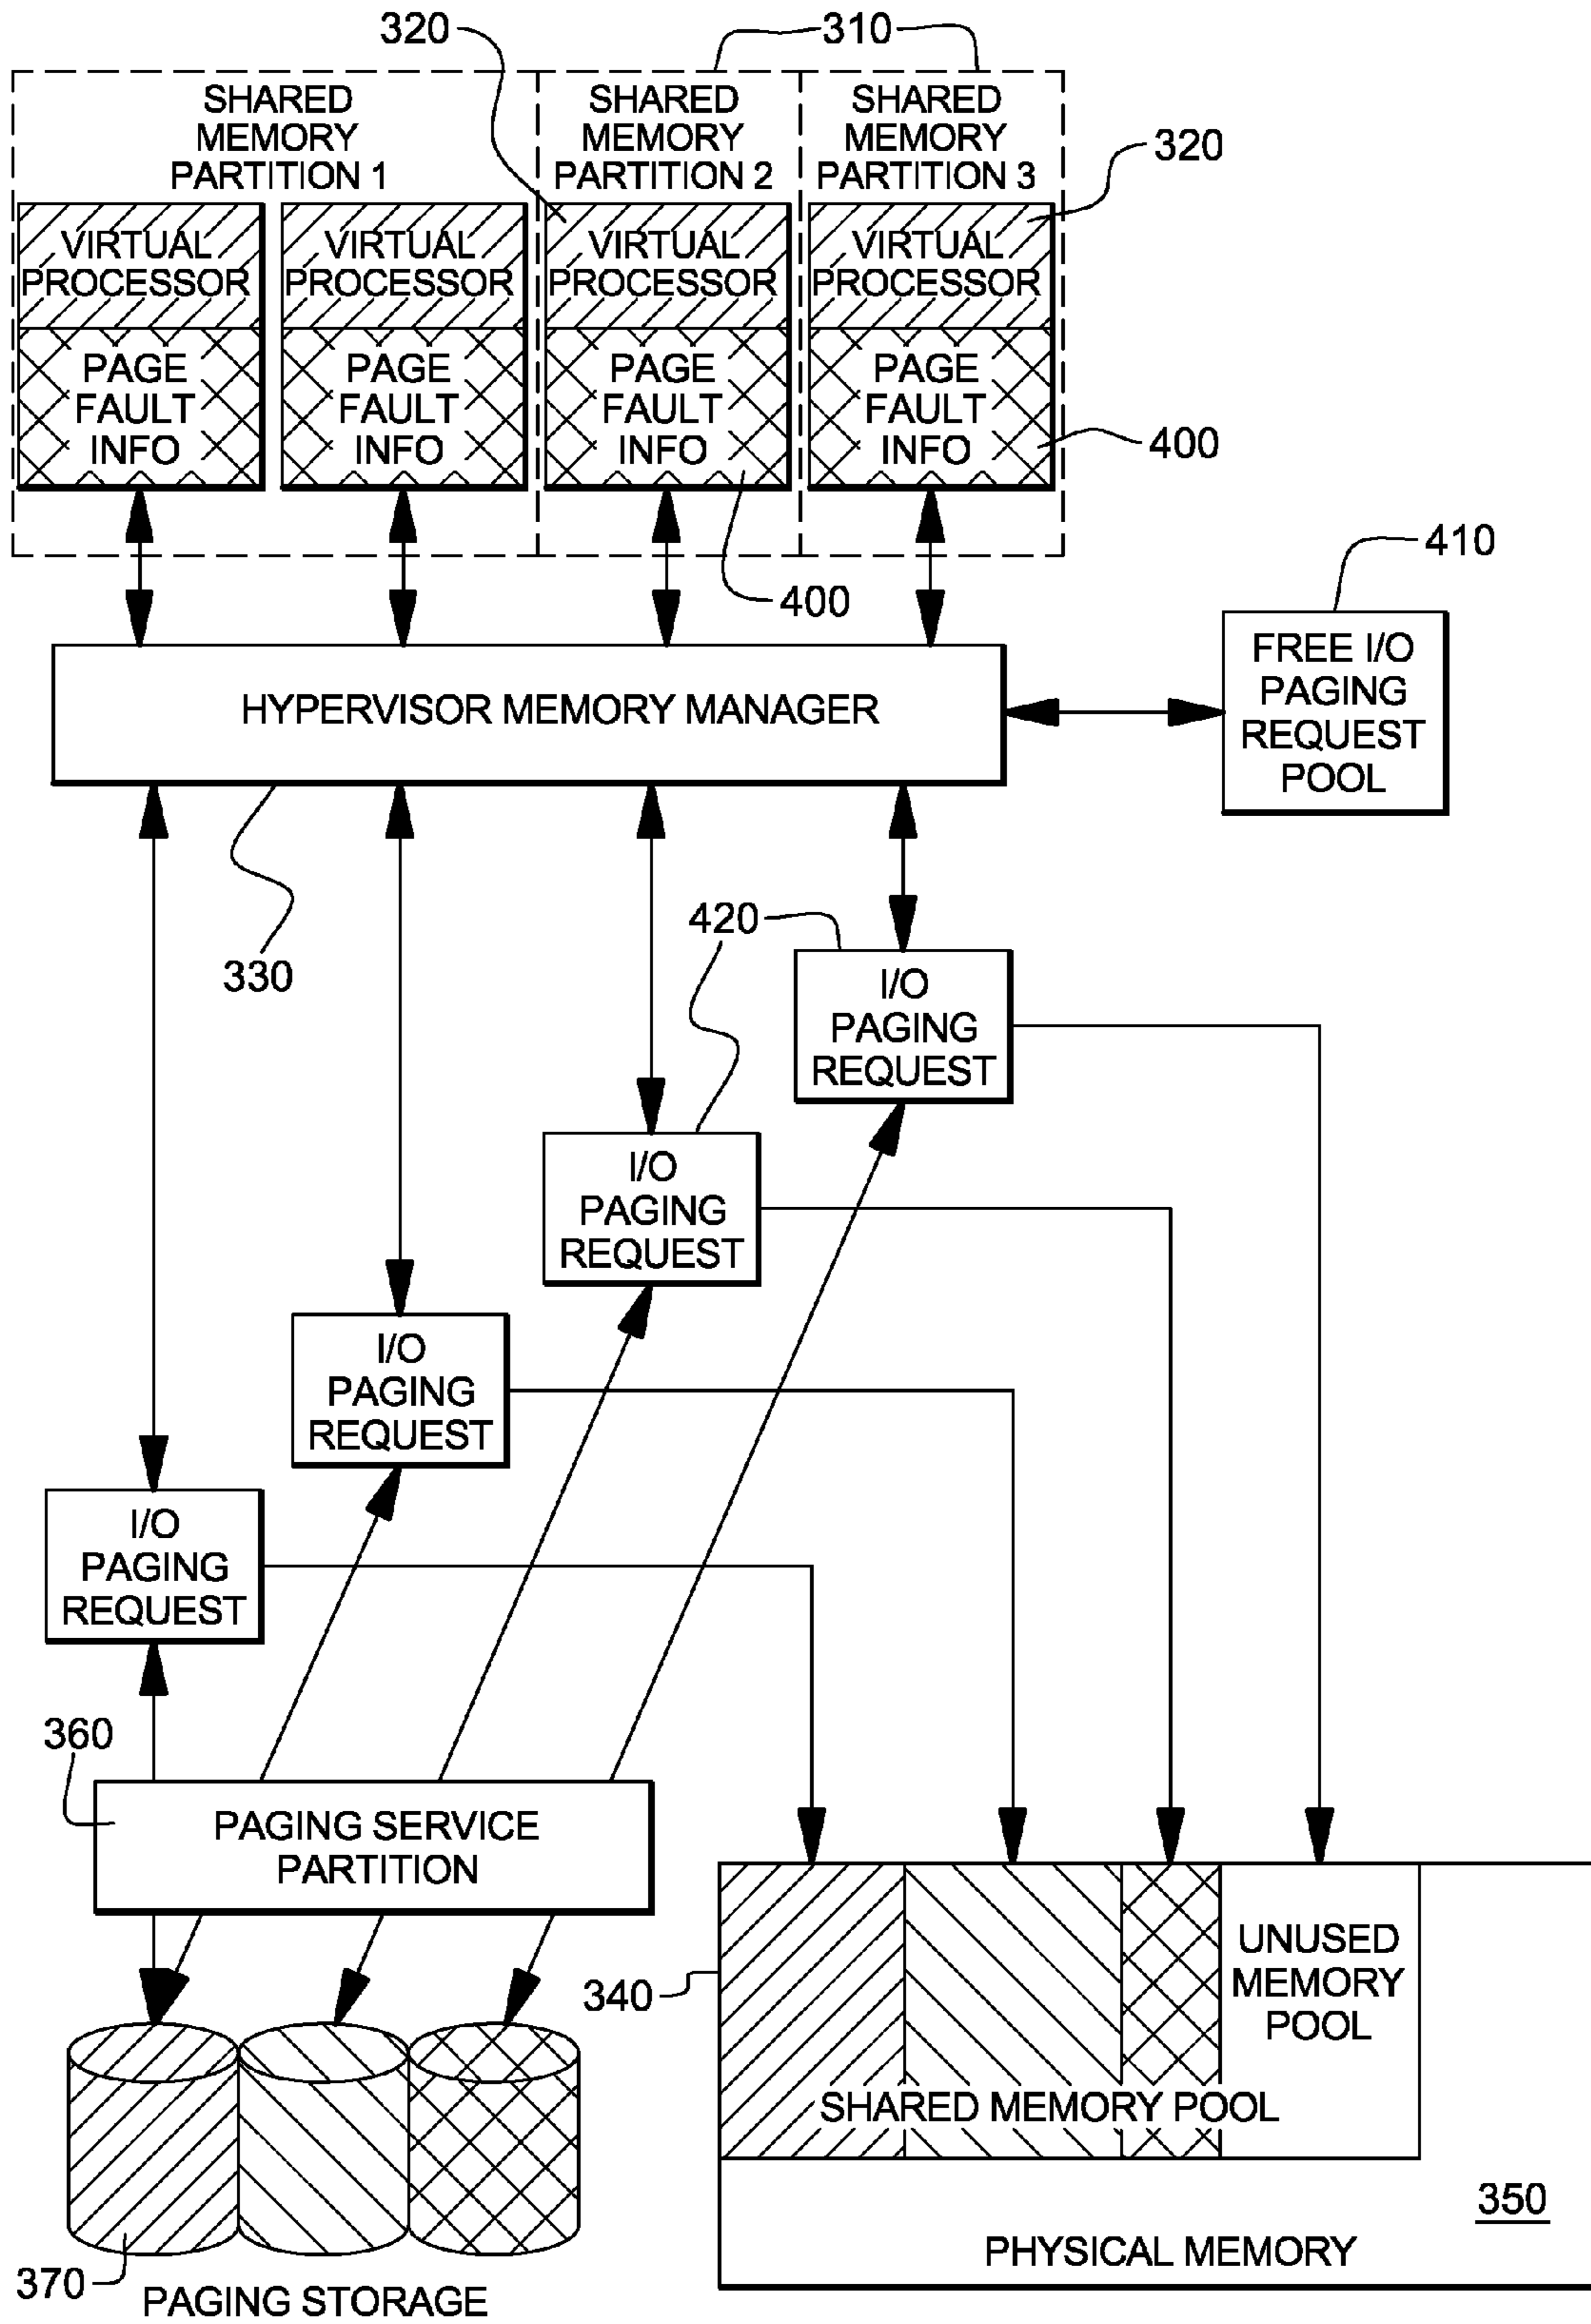 320
310
SHARED
MEMORY
PARTITION 1
SHARED
MEMORY
PARTITION 2
SHARED
MEMORY
PARTITION 3
320
VIRTUAL
PROCESSOR
PAGE
FAULT
INFO
VIRTUAL
PROCESSOR
PAGE
FAULT
INFO
VIRTUAL
PROCESSOR
PAGE
FAULT
INFO
VIRTUAL
PROCESSOR
PAGE
FAULT
INFO
400
400
410
HYPERVISOR MEMORY MANAGER
FREE I/O
PAGING
REQUEST
POOL
330
420
I/O
PAGING
REQUEST
I/O
PAGING
REQUEST
I/O
PAGING
REQUEST
I/O
PAGING
REQUEST
360
PAGING SERVICE
PARTITION
340
UNUSED
MEMORY
POOL
SHARED MEMORY POOL
350
PHYSICAL MEMORY
370
PAGING STORAGE